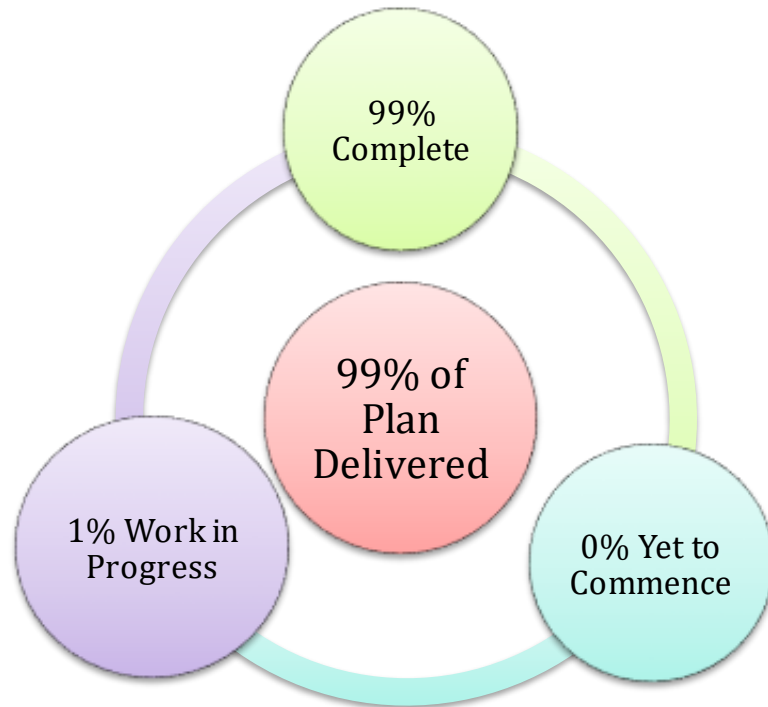 99%
Complete
99% of
Plan
Delivered
1% Work in
Progress
0% Yet to
Commence